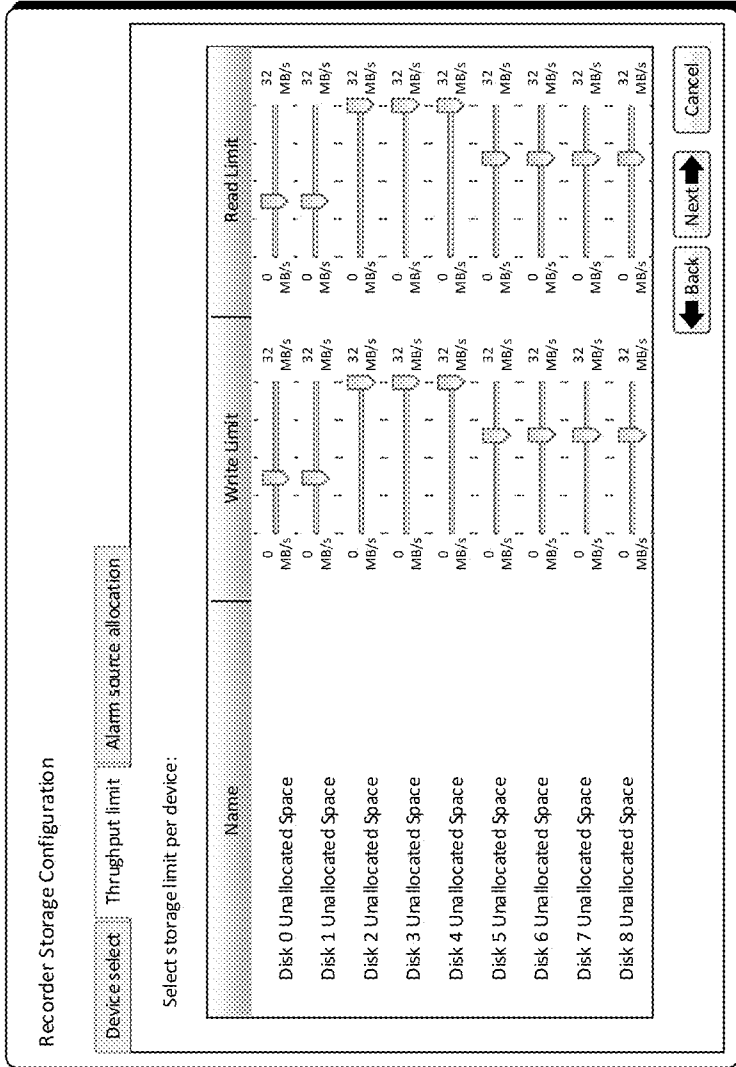 Recorder Storage Configuration
Device select Thrughput limit Alarm source allocation
Select storage limit per device:
Name Write Limit Read Limit
Disk 0 Unallocated Space 0 MB/s 32 MB/s 0 MB/s 32 MB/s
Disk 1 Unallocated Space 0 MB/s 32 MB/s 0 MB/s 32 MB/s
Disk 2 Unallocated Space 0 MB/s 32 MB/s 0 MB/s 32 MB/s
Disk 3 Unallocated Space 0 MB/s 32 MB/s 0 MB/s 32 MB/s
Disk 4 Unallocated Space 0 MB/s 32 MB/s 0 MB/s 32 MB/s
Disk 5 Unallocated Space 0 MB/s 32 MB/s 0 MB/s 32 MB/s
Disk 6 Unallocated Space 0 MB/s 32 MB/s 0 MB/s 32 MB/s
Disk 7 Unallocated Space 0 MB/s 32 MB/s 0 MB/s 32 MB/s
Disk 8 Unallocated Space 0 MB/s 32 MB/s 0 MB/s 32 MB/s
Back Next Cancel